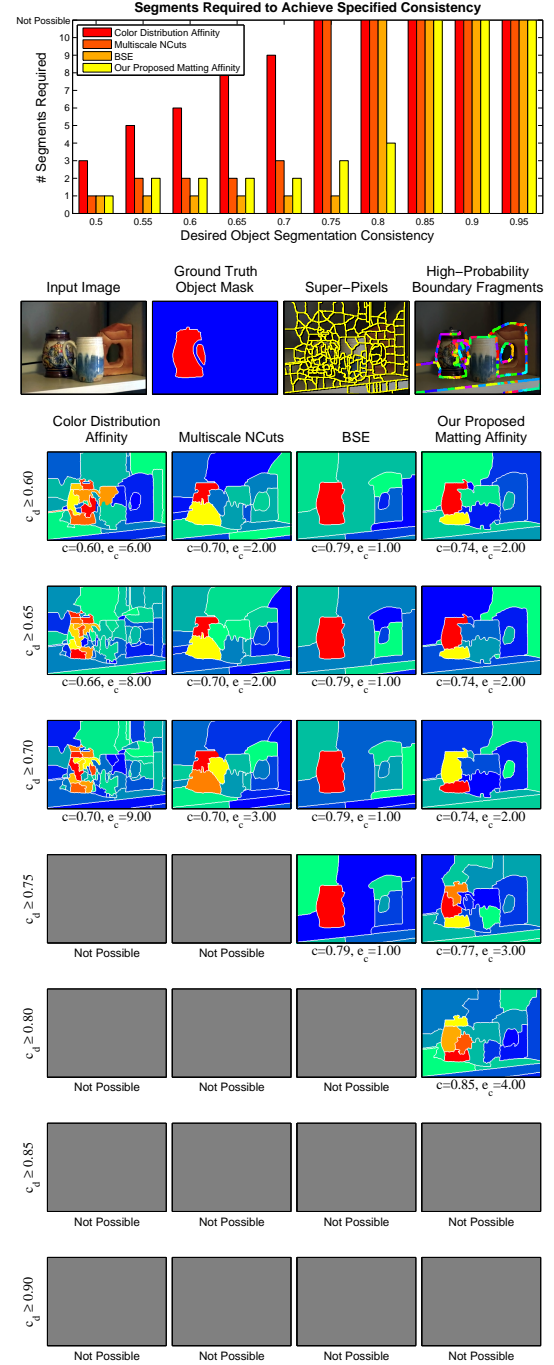 Segments Required to Achieve Specified Consistency
Not Possible
10
9
8
7
6
5
4
3
2
1
0
# Segments Required
Color Distribution Affinity
Multiscale NCuts
BSE
Our Proposed Matting Affinity
0.5 0.55 0.6 0.65 0.7 0.75 0.8 0.85 0.9 0.95
Desired Object Segmentation Consistency
Input Image
Ground Truth
Object Mask
Super−Pixels
High−Probability
Boundary Fragments
Color Distribution
Affinity
Multiscale NCuts
BSE
Our Proposed
Matting Affinity
c_d ≥ 0.60
c=0.60, e_c=6.00 c=0.70, e_c=2.00 c=0.79, e_c=1.00 c=0.74, e_c=2.00
c_d ≥ 0.65
c=0.66, e_c=8.00 c=0.70, e_c=2.00 c=0.79, e_c=1.00 c=0.74, e_c=2.00
c_d ≥ 0.70
c=0.70, e_c=9.00 c=0.70, e_c=3.00 c=0.79, e_c=1.00 c=0.74, e_c=2.00
c_d ≥ 0.75
Not Possible Not Possible c=0.79, e_c=1.00 c=0.77, e_c=3.00
c_d ≥ 0.80
Not Possible Not Possible Not Possible c=0.85, e_c=4.00
c_d ≥ 0.85
Not Possible Not Possible Not Possible Not Possible
c_d ≥ 0.90
Not Possible Not Possible Not Possible Not Possible